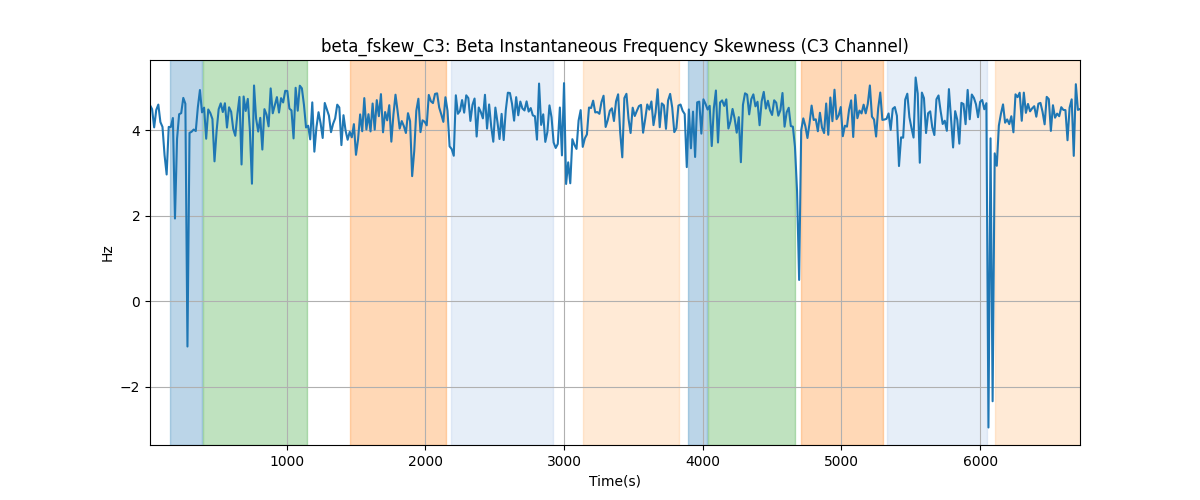 beta_fskew_C3: Beta Instantaneous Frequency Skewness (C3 Channel)
Hz
4
2
0
−2
1000 2000 3000 4000 5000 6000
Time(s)